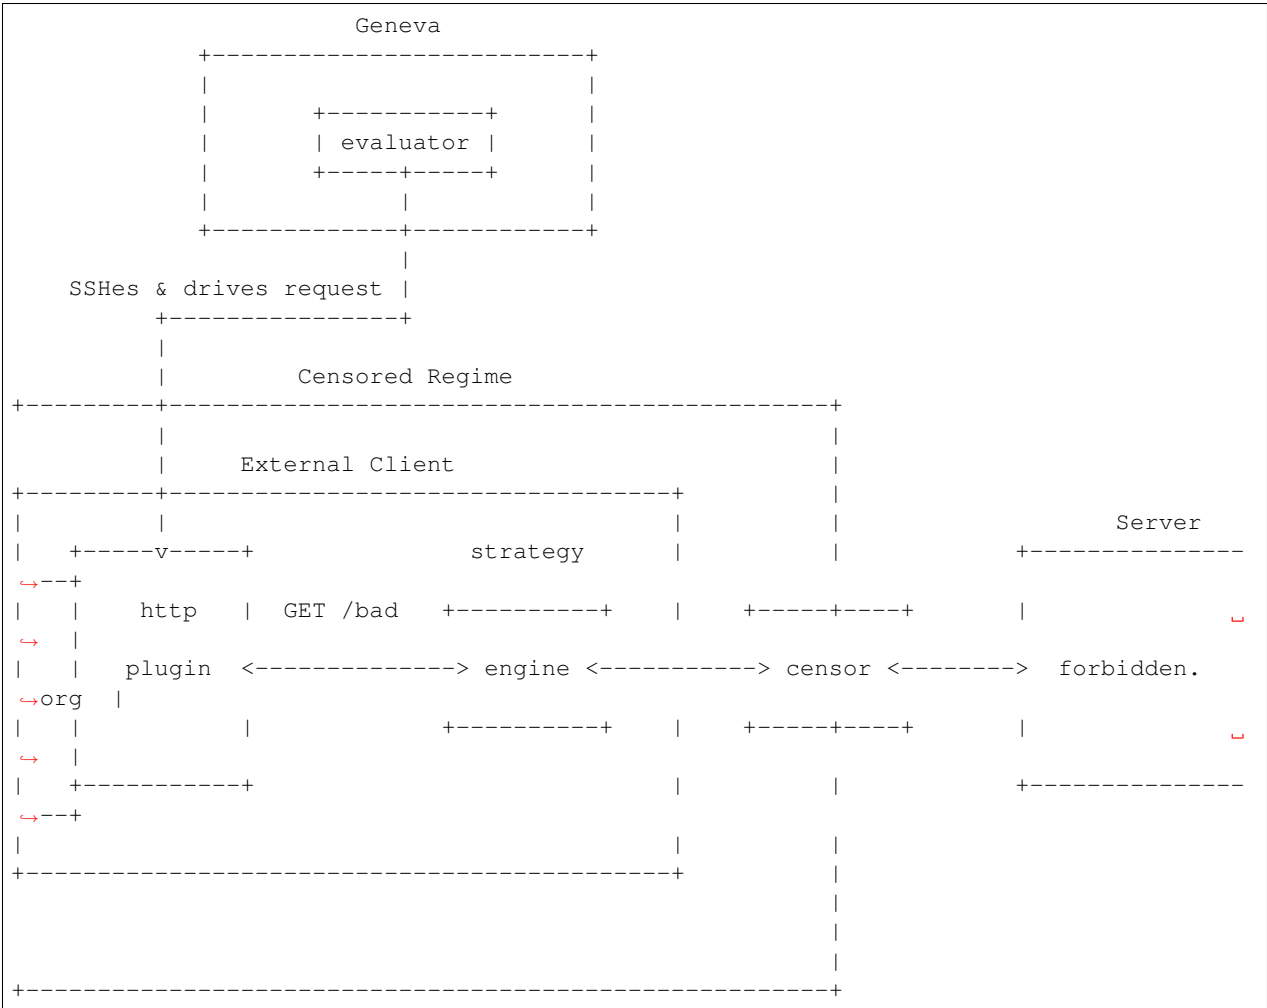 Geneva
+--------------------------+
|                          |
|       +-----------+      |
|       | evaluator |      |
|       +-----+-----+      |
|             |            |
+-------------+------------+
|
SSHes & drives request |
+----------------+
|
|         Censored Regime
+---------+----------------------------------------------+
|                                              |
|     External Client                          |
+---------+-----------------------------------+          |
|         |                                   |          |                   Server
|   +-----v-----+               strategy      |          |            +---------------
↪--+
|   |    http   |  GET /bad   +----------+    |    +-----+----+       |              ␣
↪  |
|   |   plugin  <--------------> engine <-----------> censor <-------->  forbidden.
↪org  |
|   |           |             +----------+    |    +-----+----+       |              ␣
↪  |
|   +-----------+                             |          |            +---------------
↪--+
|                                             |          |
+---------------------------------------------+          |
|
|
|
+--------------------------------------------------------+